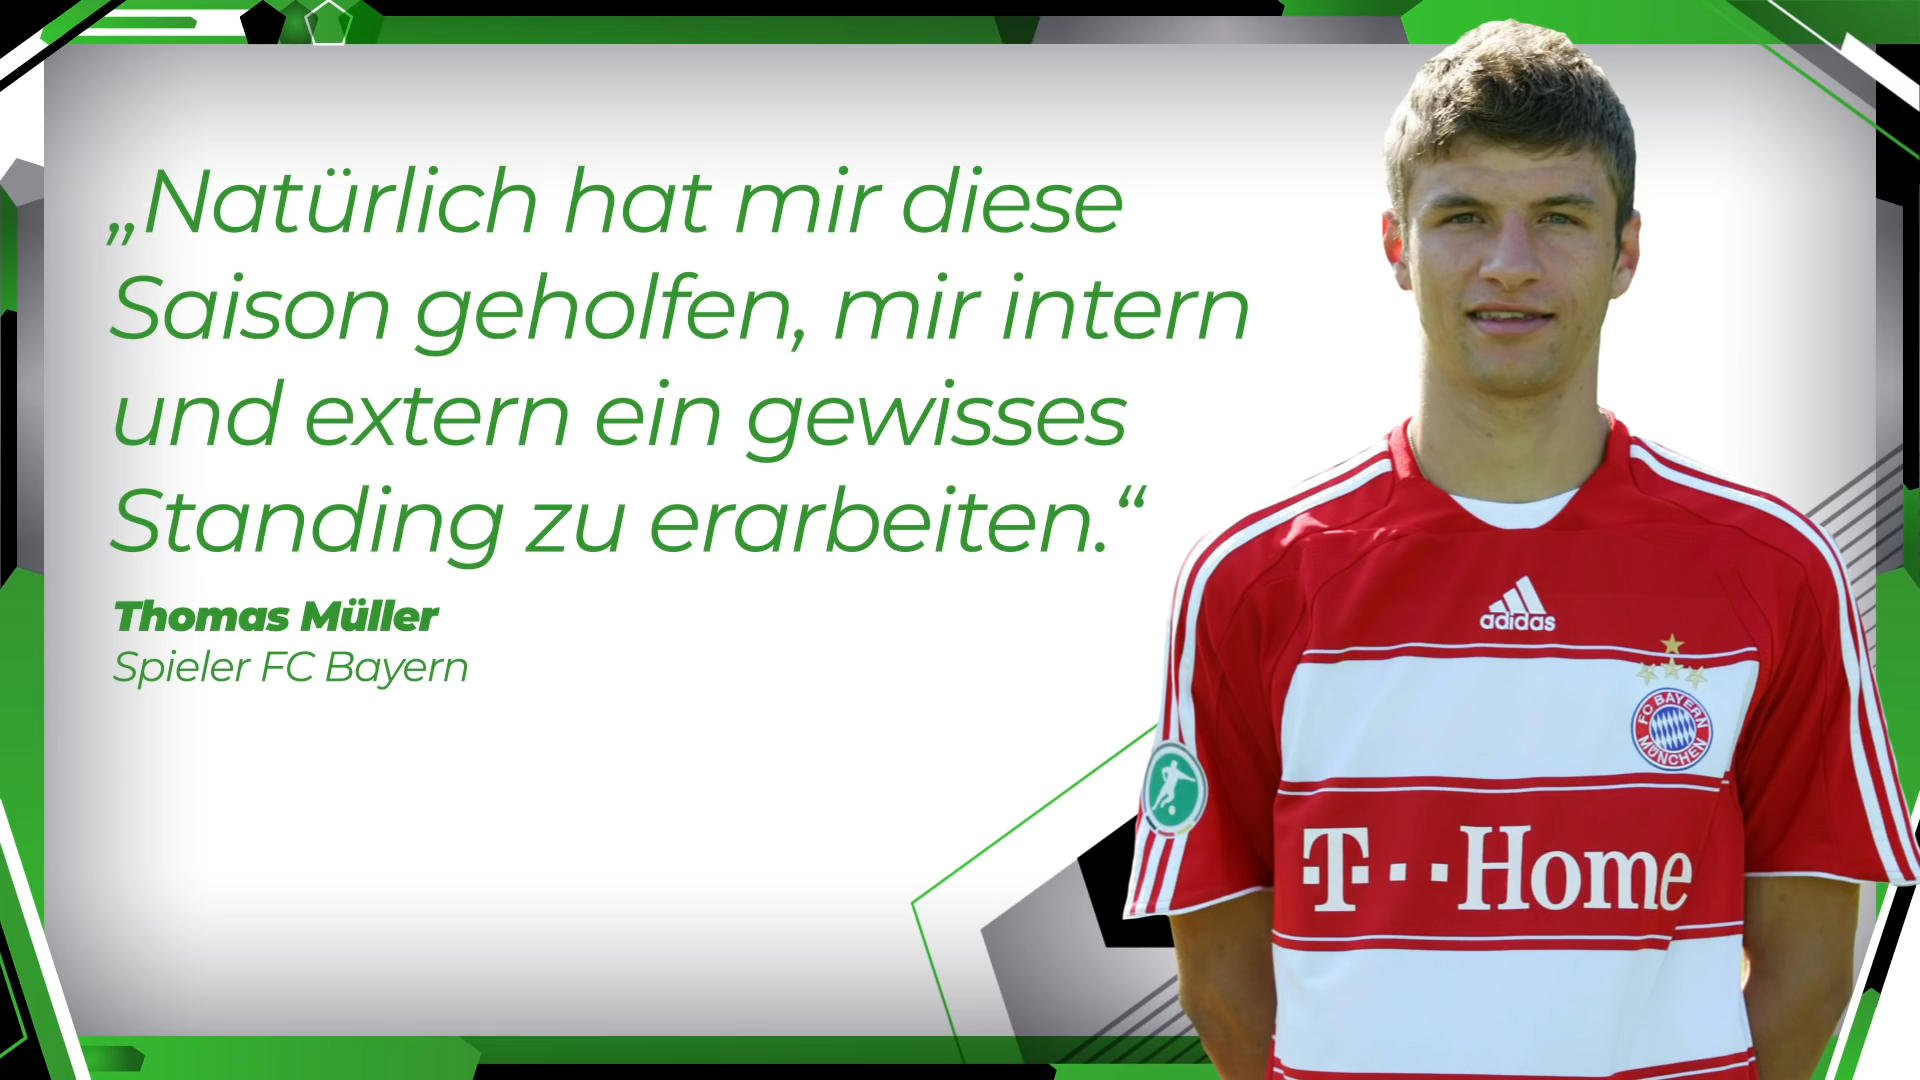 „Natürlich hat mir diese
Saison geholfen, mir intern
und extern ein gewisses
Standing zu erarbeiten.“
Thomas Müller
Spieler FC Bayern
adidas
FC BAYERN
MÜNCHEN
T··Home